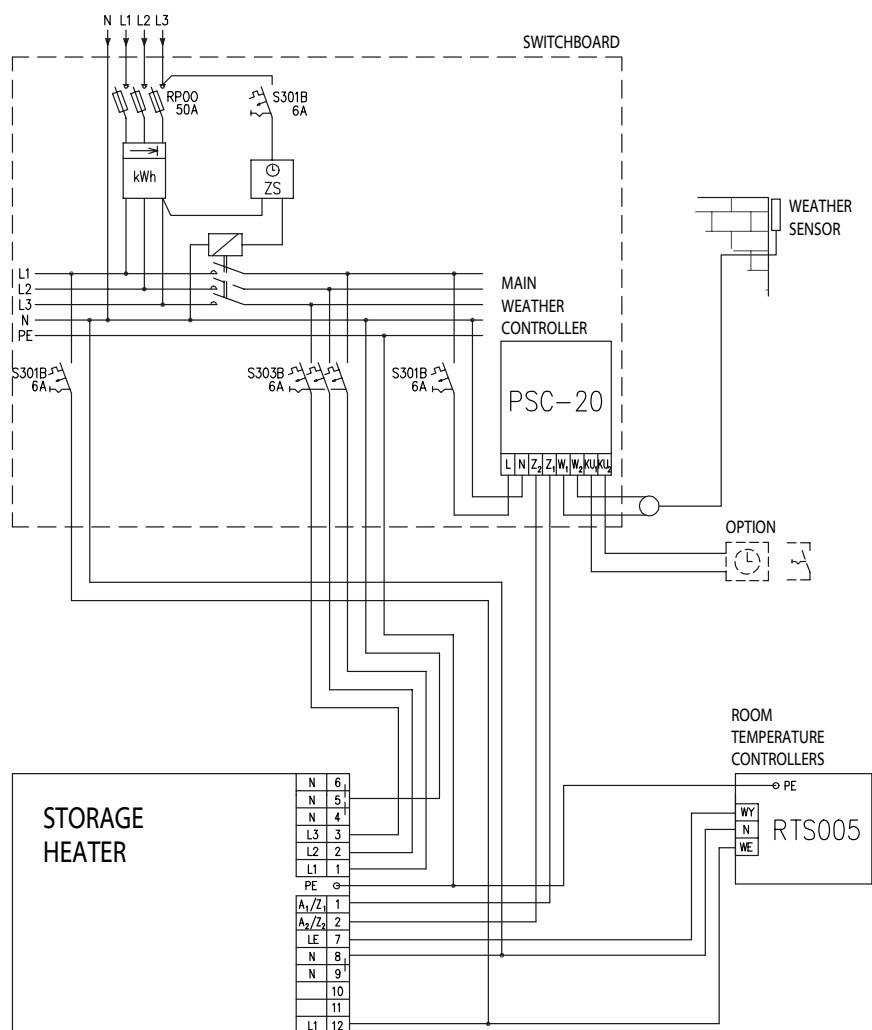 N L1 L2 L3
SWITCHBOARD
RP00
50A
S301B
6A
kWh
ZS
WEATHER
SENSOR
L1
L2
L3
N
PE
MAIN
WEATHER
CONTROLLER
S301B
6A
S303B
6A
S301B
6A
PSC-20
L N Z₂ Z₁ W₁ W₂ KU₁ KU₂
OPTION
ROOM
TEMPERATURE
CONTROLLERS
PE
WY
N
WE
RTS005
STORAGE
HEATER
N 6
N 5
N 4
L3 3
L2 2
L1 1
PE
A₁/Z₁ 1
A₂/Z₂ 2
LE 7
N 8
N 9
10
11
L1 12